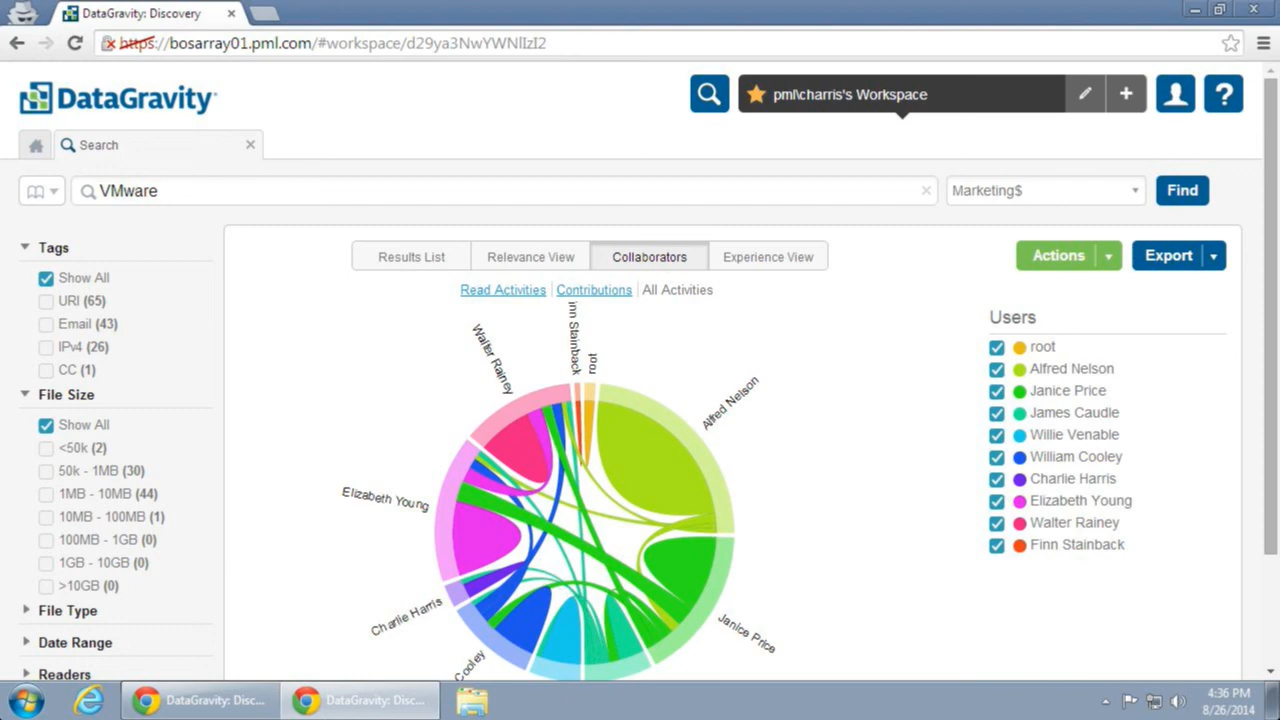 DataGravity: Discovery
https://bosarray01.pml.com/#workspace/d29ya3NwYWNlIzI2
DataGravity
pml\charris's Workspace
Search
VMware
Marketing$
Find
Tags
Show All
URI (65)
Email (43)
IPv4 (26)
CC (1)
File Size
Show All
<50k (2)
50k - 1MB (30)
1MB - 10MB (44)
10MB - 100MB (1)
100MB - 1GB (0)
1GB - 10GB (0)
>10GB (0)
File Type
Date Range
Readers
Results List
Relevance View
Collaborators
Experience View
Actions
Export
Read Activities
Contributions
All Activities
Walter Rainey
inn Stainback
root
Alfred Nelson
Elizabeth Young
Charlie Harris
Cooley
Janice Price
Users
root
Alfred Nelson
Janice Price
James Caudle
Willie Venable
William Cooley
Charlie Harris
Elizabeth Young
Walter Rainey
Finn Stainback
DataGravity: Disc...
DataGravity: Disc...
4:36 PM
8/26/2014